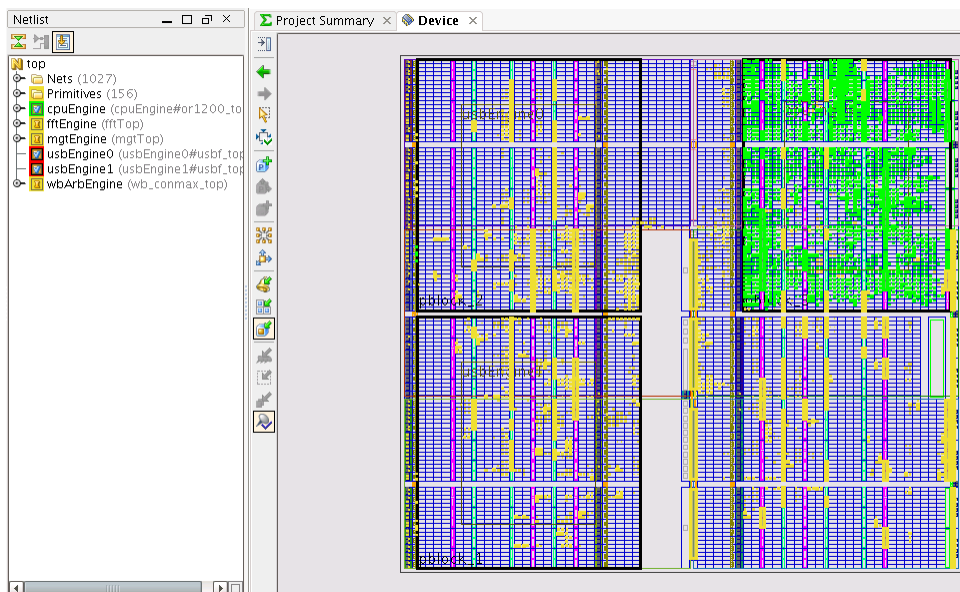 Netlist
Project Summary
Device
top
Nets (1027)
Primitives (156)
cpuEngine (cpuEngine#or1200_to
fftEngine (fftTop)
mgtEngine (mgtTop)
usbEngine0 (usbEngine0#usbf_top
usbEngine1 (usbEngine1#usbf_top
wbArbEngine (wb_conmax_top)
pblock_2
pblock_1